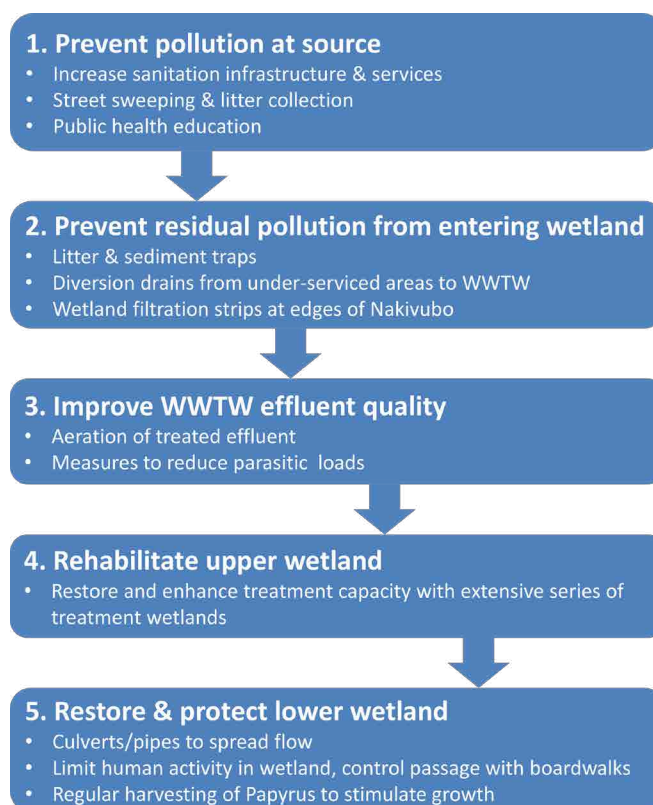 1. Prevent pollution at source
• Increase sanitation infrastructure & services
• Street sweeping & litter collection
• Public health education
2. Prevent residual pollution from entering wetland
• Litter & sediment traps
• Diversion drains from under-serviced areas to WWTW
• Wetland filtration strips at edges of Nakivubo
3. Improve WWTW effluent quality
• Aeration of treated effluent
• Measures to reduce parasitic loads
4. Rehabilitate upper wetland
• Restore and enhance treatment capacity with extensive series of
treatment wetlands
5. Restore & protect lower wetland
• Culverts/pipes to spread flow
• Limit human activity in wetland, control passage with boardwalks
• Regular harvesting of Papyrus to stimulate growth